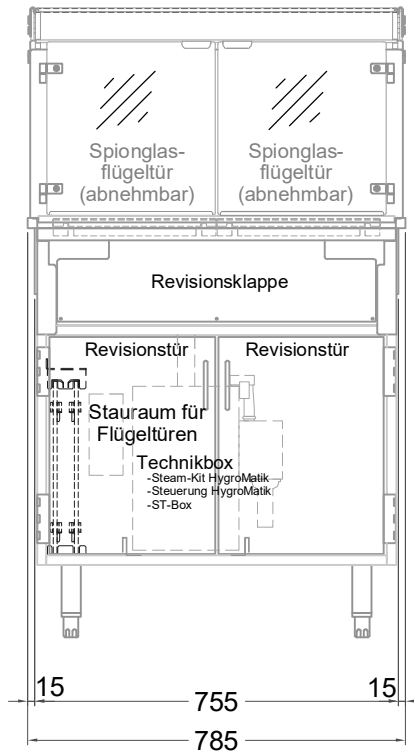 Spionglas-
flügeltür
(abnehmbar)
Spionglas-
flügeltür
(abnehmbar)
Revisionsklappe
Revisionstür
Revisionstür
Stauraum für
Flügeltüren
Technikbox
-Steam-Kit HygroMatik
-Steuerung HygroMatik
-ST-Box
15
755
15
785